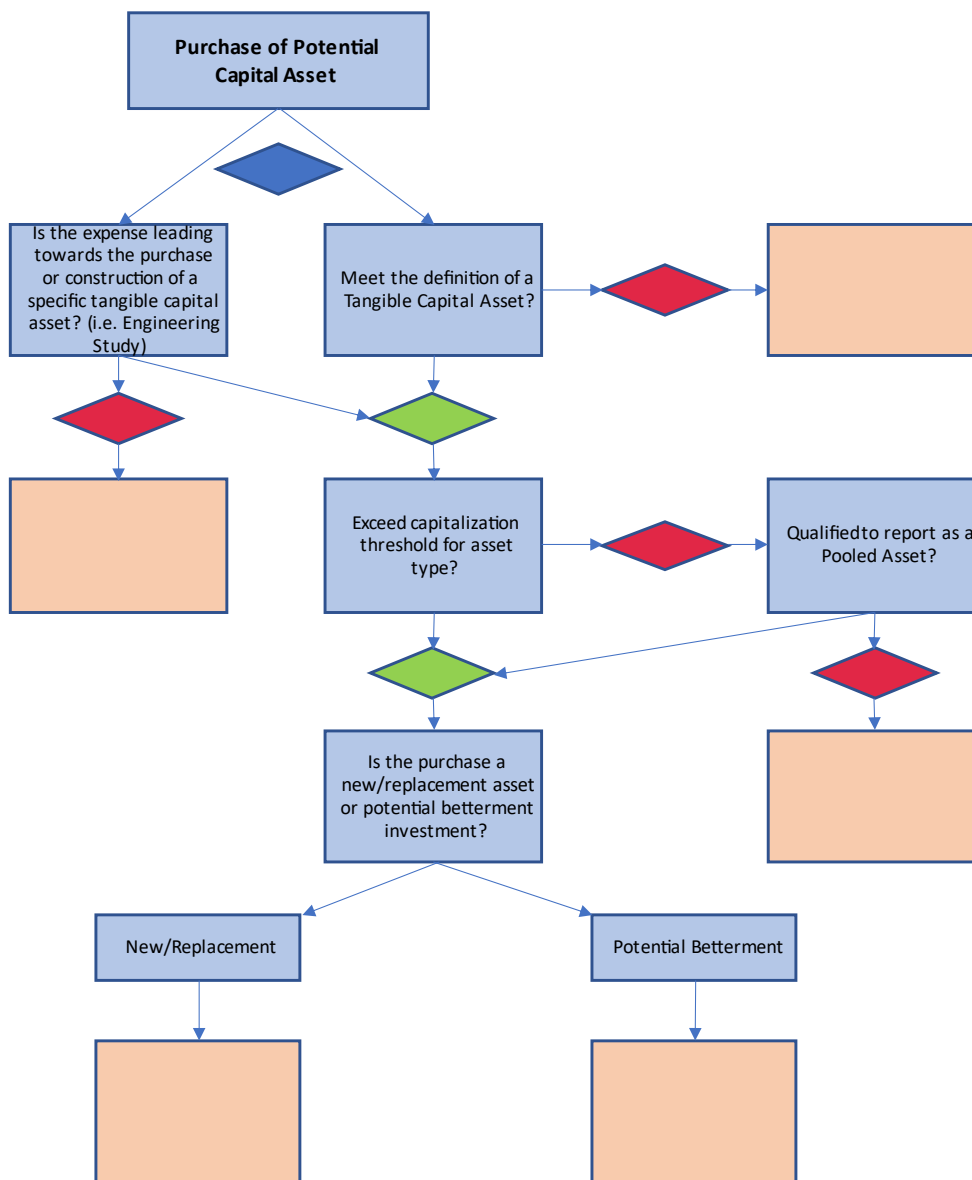 Purchase of Potential
Capital Asset
Is the expense leading
towards the purchase
or construction of a
specific tangible capital
asset? (i.e. Engineering
Study)
Meet the definition of a
Tangible Capital Asset?
Exceed capitalization
threshold for asset
type?
Qualified to report as a
Pooled Asset?
Is the purchase a
new/replacement asset
or potential betterment
investment?
New/Replacement
Potential Betterment